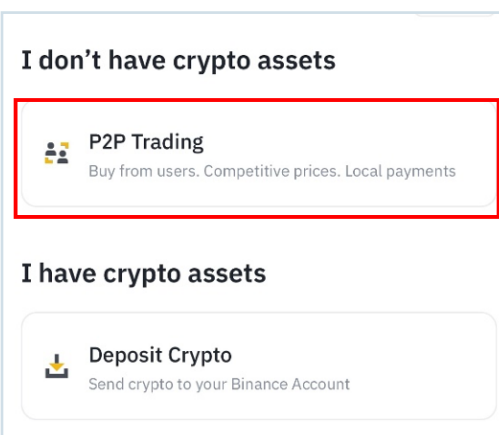 I don’t have crypto assets
P2P Trading
Buy from users. Competitive prices. Local payments
I have crypto assets
Deposit Crypto
Send crypto to your Binance Account